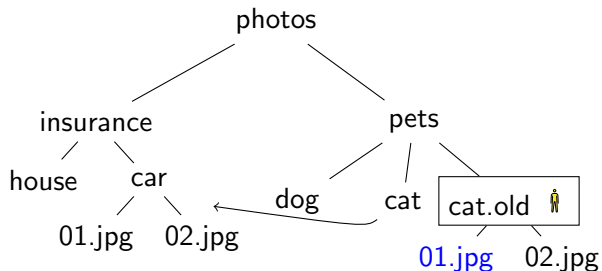 photos
insurance pets
house car dog cat cat.old
01.jpg 02.jpg 01.jpg 02.jpg